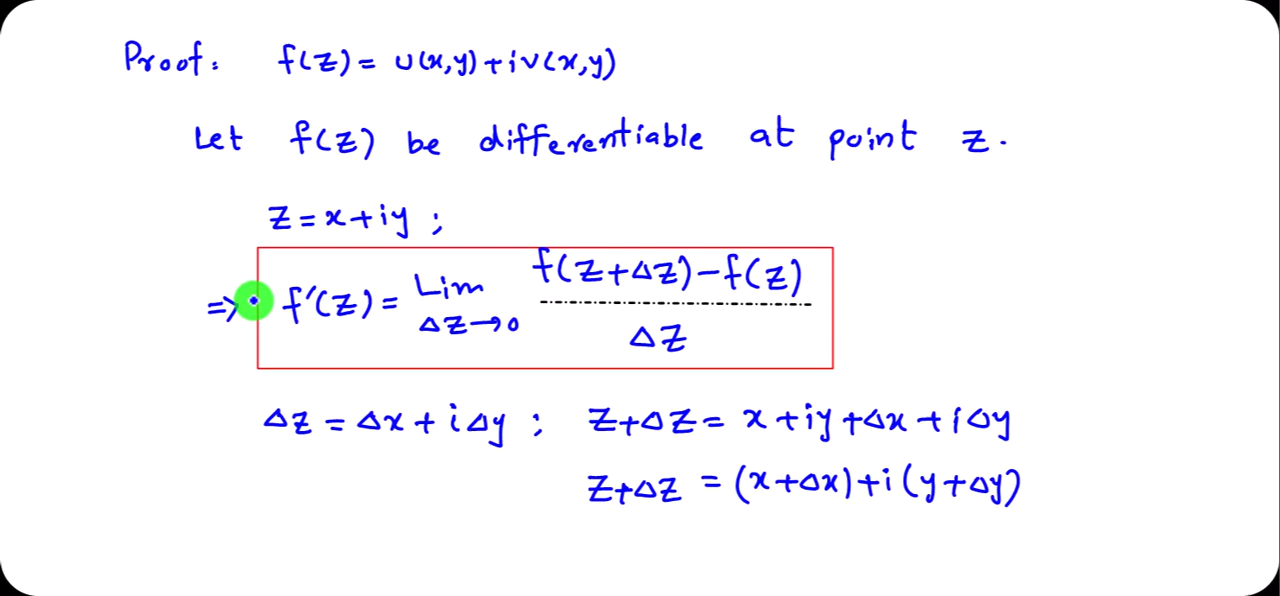 Proof: f(z) = u(x,y) + iv(x,y)
Let f(z) be differentiable at point z.
z = x + iy ;
=> f'(z) = Lim Δz→0 f(z+Δz) - f(z) / Δz
Δz = Δx + iΔy ; z+Δz = x + iy + Δx + iΔy
z+Δz = (x+Δx) + i(y+Δy)